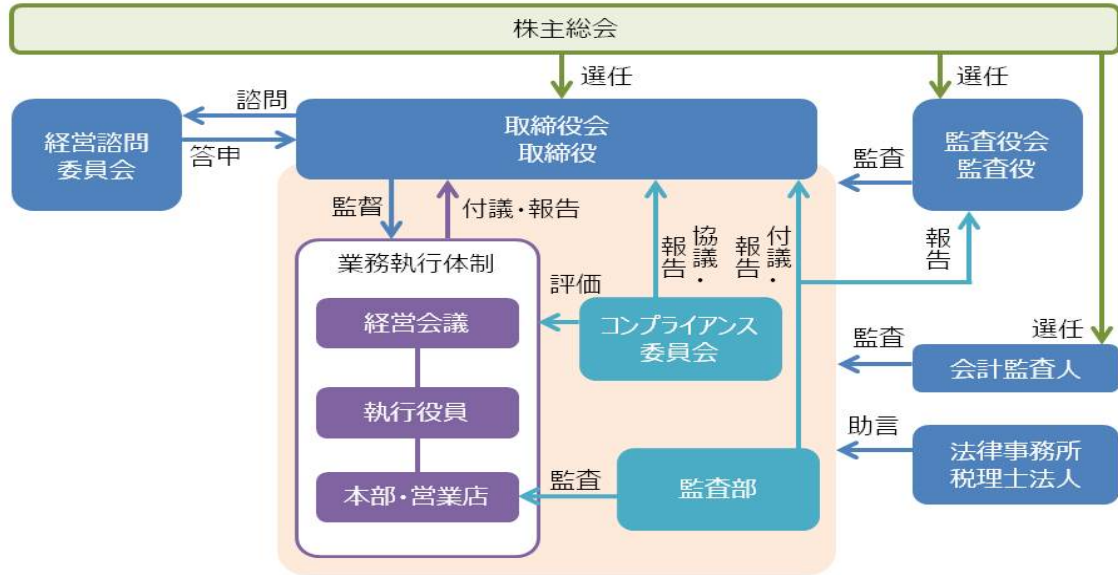 株主総会
選任
選任
諮問
経営諮問
委員会
答申
取締役会
取締役
監査
監査役会
監査役
監督
付議・報告
協議・
報告
付議・
報告
報告
業務執行体制
評価
経営会議
コンプライアンス
委員会
選任
監査
会計監査人
執行役員
助言
法律事務所
税理士法人
本部・営業店
監査
監査部